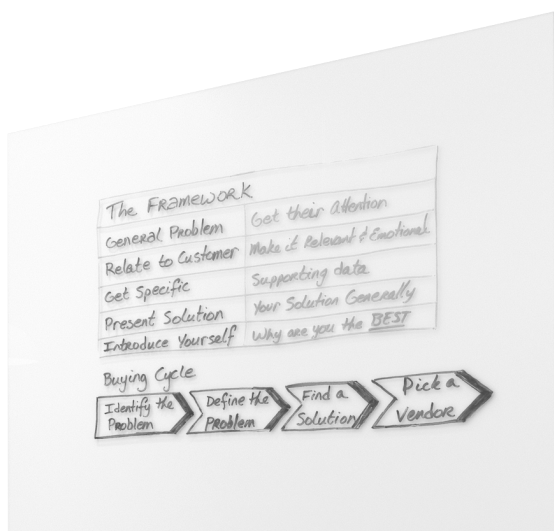 The Framework
General Problem Get their Attention
Relate to Customer Make it Relevant & Emotional
Get Specific Supporting data
Present Solution Your Solution Generally
Introduce Yourself Why are you the BEST
Buying Cycle
Identify the
Problem
Define the
Problem
Find a
Solution
Pick a
Vendor